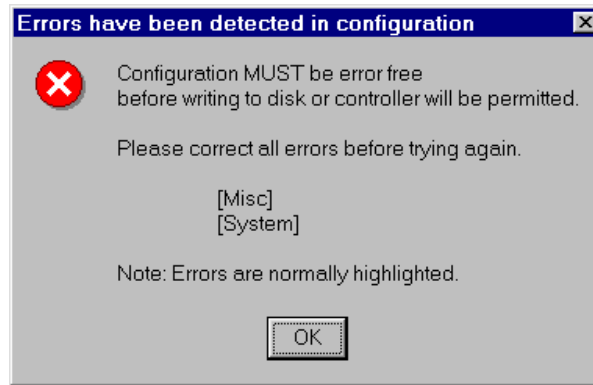 Errors have been detected in configuration
Configuration MUST be error free
before writing to disk or controller will be permitted.
Please correct all errors before trying again.
[Misc]
[System]
Note: Errors are normally highlighted.
OK